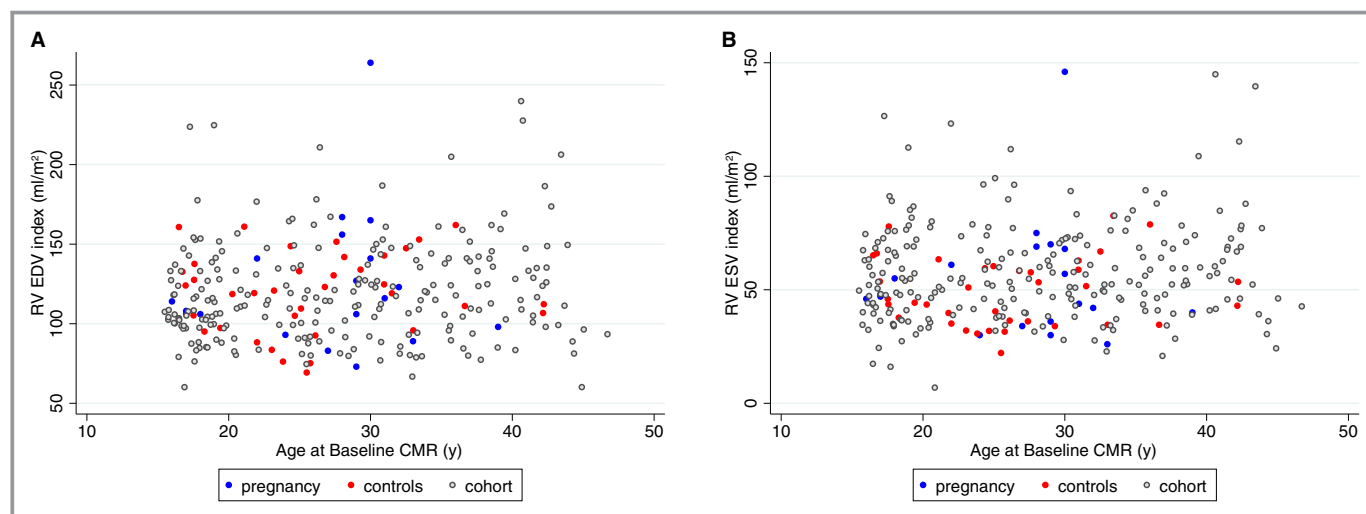 A
RV EDV index (ml/m²)
250
200
150
100
50
10 20 30 40 50
Age at Baseline CMR (y)
pregnancy controls cohort
B
RV ESV index (ml/m²)
150
100
50
0
10 20 30 40 50
Age at Baseline CMR (y)
pregnancy controls cohort